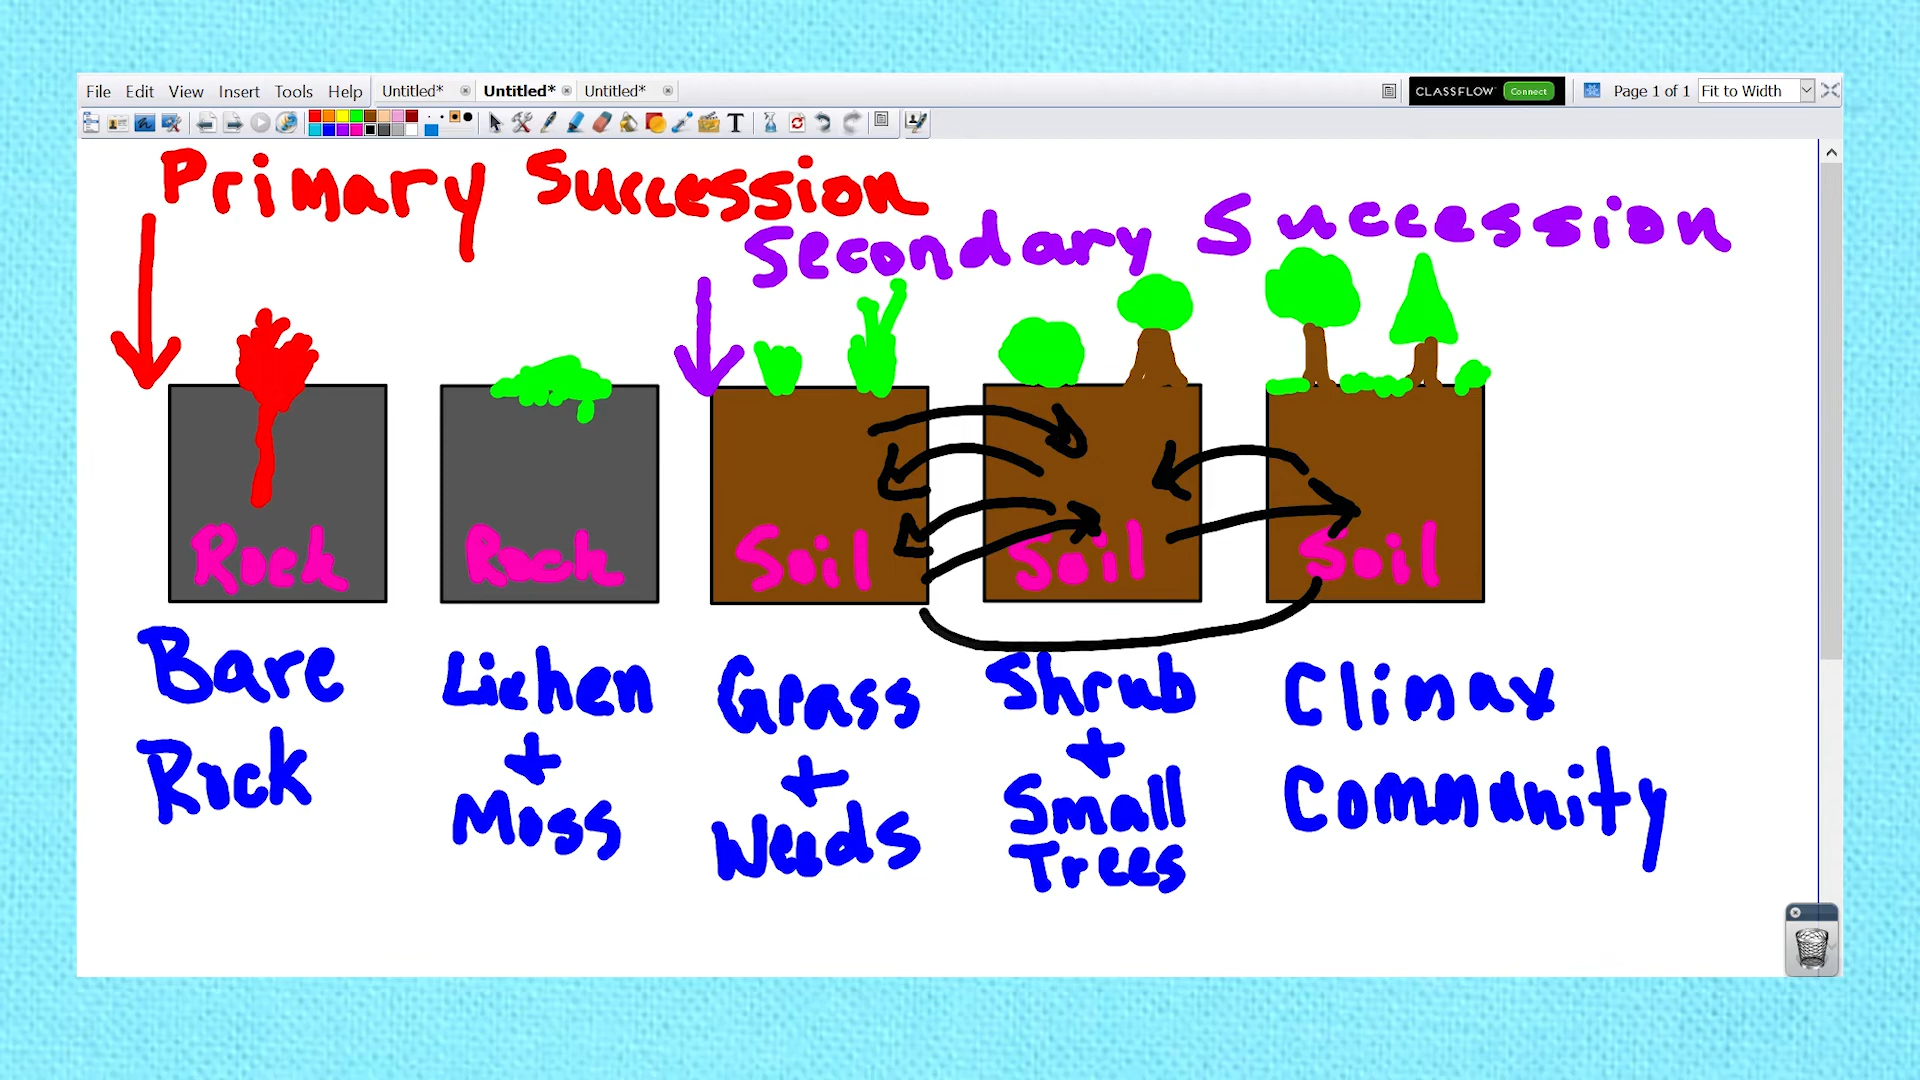 File Edit View Insert Tools Help Untitled* Untitled* Untitled* CLASSFLOW Connect Page 1 of 1 Fit to Width
T
Primary Succession
Secondary Succession
Rock Rock Soil Soil Soil
Bare
Rock
Lichen
+
Moss
Grass
+
Weeds
Shrub
+
Small
Trees
Climax
Community